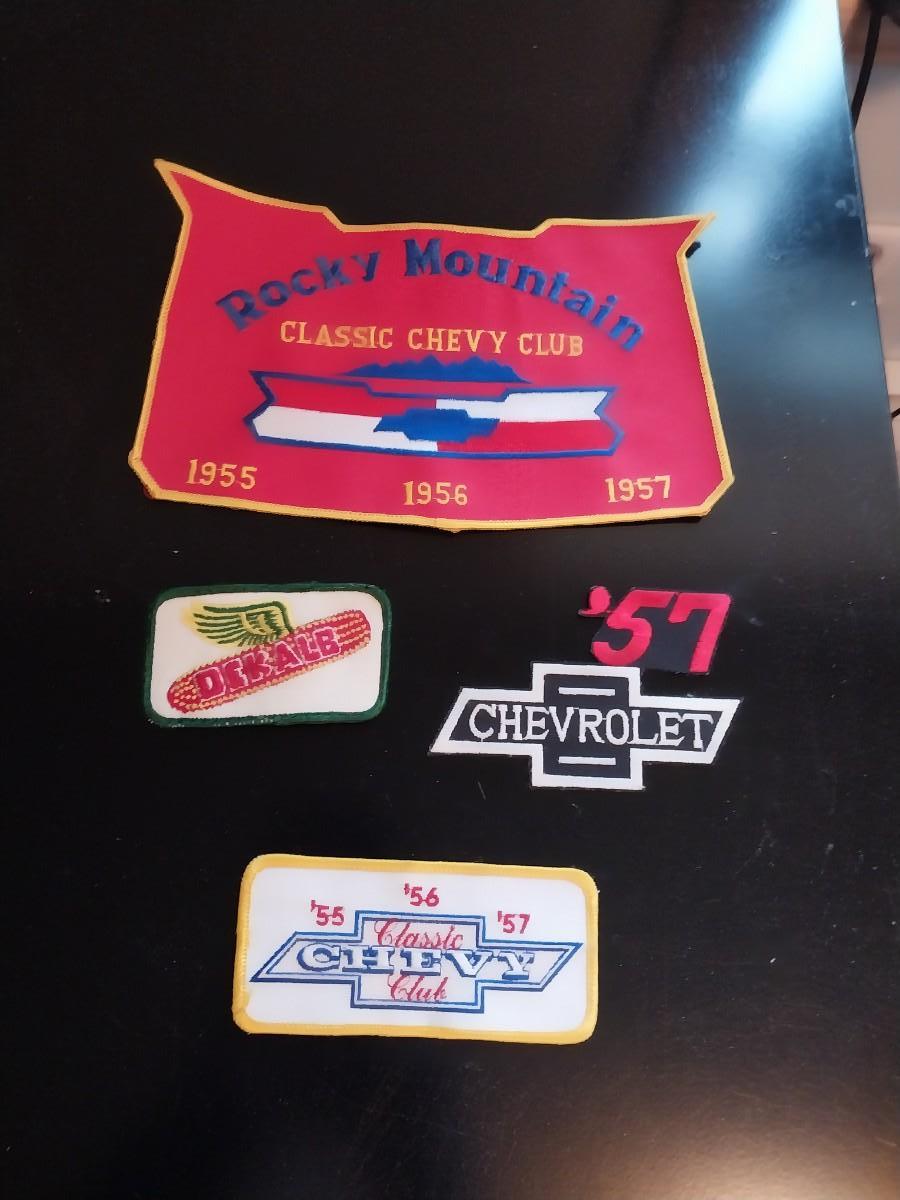 Rocky Mountain
CLASSIC CHEVY CLUB
1955 1956 1957
DEKALB
'57
CHEVROLET
'55 '56 '57
Classic
CHEVY
Club